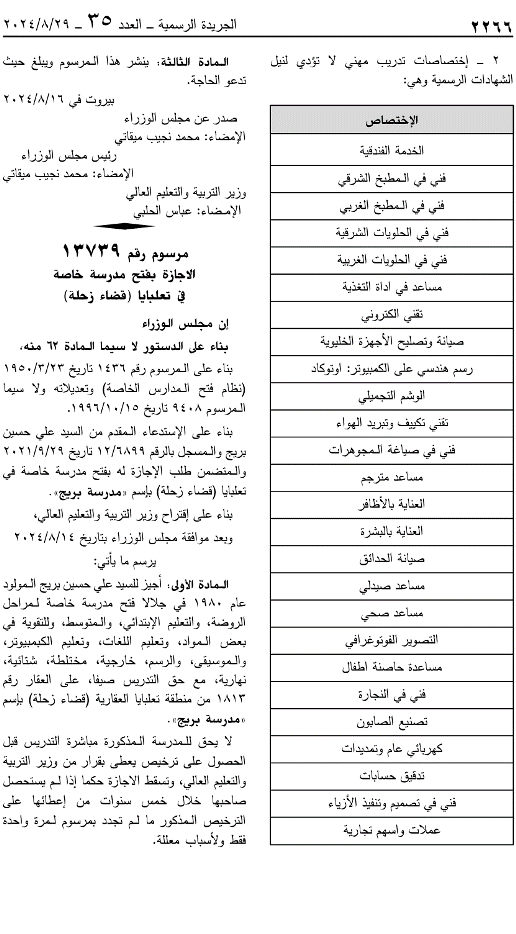 ٢٢٦٦
الجريدة الرسمية ــ العدد ٣٥ ــ ٢٠٢٤/٨/٢٩
٢ ــ إختصاصات تدريب مهني لا تؤدي لنيل
الشهادات الرسمية وهي:
الإختصاص
الخدمة الفندقية
فني في المطبخ الشرقي
فني في المطبخ الغربي
فني في الحلويات الشرقية
فني في الحلويات الغربية
مساعد في اداة التغذية
تقني الكتروني
صيانة وتصليح الأجهزة الخليوية
رسم هندسي على الكمبيوتر: اوتوكاد
الوشم التجميلي
تقني تكييف وتبريد الهواء
فني في صياغة المجوهرات
مساعد مترجم
العناية بالأظافر
العناية بالبشرة
صيانة الحدائق
مساعد صيدلي
مساعد صحي
التصوير الفوتوغرافي
مساعدة حاصنة اطفال
فني في النجارة
تصنيع الصابون
كهربائي عام وتمديدات
تدقيق حسابات
فني في تصميم وتنفيذ الأزياء
عملات واسهم تجارية
المادة الثالثة: ينشر هذا المرسوم ويبلغ حيث
تدعو الحاجة.
بيروت في ٢٠٢٤/٨/١٦
صدر عن مجلس الوزراء
الإمضاء: محمد نجيب ميقاتي
رئيس مجلس الوزراء
الإمضاء: محمد نجيب ميقاتي
وزير التربية والتعليم العالي
الإمضاء: عباس الحلبي
مرسوم رقم ١٣٧٣٩
الاجازة بفتح مدرسة خاصة
في تعلبايا (قضاء زحلة)
إن مجلس الوزراء
بناء على الدستور لا سيما المادة ٦٢ منه،
بناء على المرسوم رقم ١٤٣٦ تاريخ ١٩٥٠/٣/٢٣
(نظام فتح المدارس الخاصة) وتعديلاته ولا سيما
المرسوم ٩٤٠٨ تاريخ ١٩٩٦/١٠/١٥.
بناء على الإستدعاء المقدم من السيد علي حسين
بريج والمسجل بالرقم ١٢/٦٨٩٩ تاريخ ٢٠٢١/٩/٢٩
والمتضمن طلب الإجازة له بفتح مدرسة خاصة في
تعلبايا (قضاء زحلة) بإسم «مدرسة بريج».
بناء على إقتراح وزير التربية والتعليم العالي،
وبعد موافقة مجلس الوزراء بتاريخ ٢٠٢٤/٨/١٤
يرسم ما يأتي:
المادة الأولى: أجيز للسيد علي حسين بريج المولود
عام ١٩٨٠ في جلالا فتح مدرسة خاصة لمراحل
الروضة، والتعليم الإبتدائي، والمتوسط، وللتقوية في
بعض المواد، وتعليم اللغات، وتعليم الكبمبيوتر،
والموسيقى، والرسم، خارجية، مختلطة، شتائية،
نهارية، مع حق التدريس صيفا، على العقار رقم
١٨١٣ من منطقة تعلبايا العقارية (قضاء زحلة) بإسم
«مدرسة بريج».
لا يحق للمدرسة المذكورة مباشرة التدريس قبل
الحصول على ترخيص يعطى بقرار من وزير التربية
والتعليم العالي، وتسقط الاجازة حكما إذا لم يستحصل
صاحبها خلال خمس سنوات من إعطائها على
الترخيص المذكور ما لم تجدد بمرسوم لمرة واحدة
فقط ولأسباب معللة.